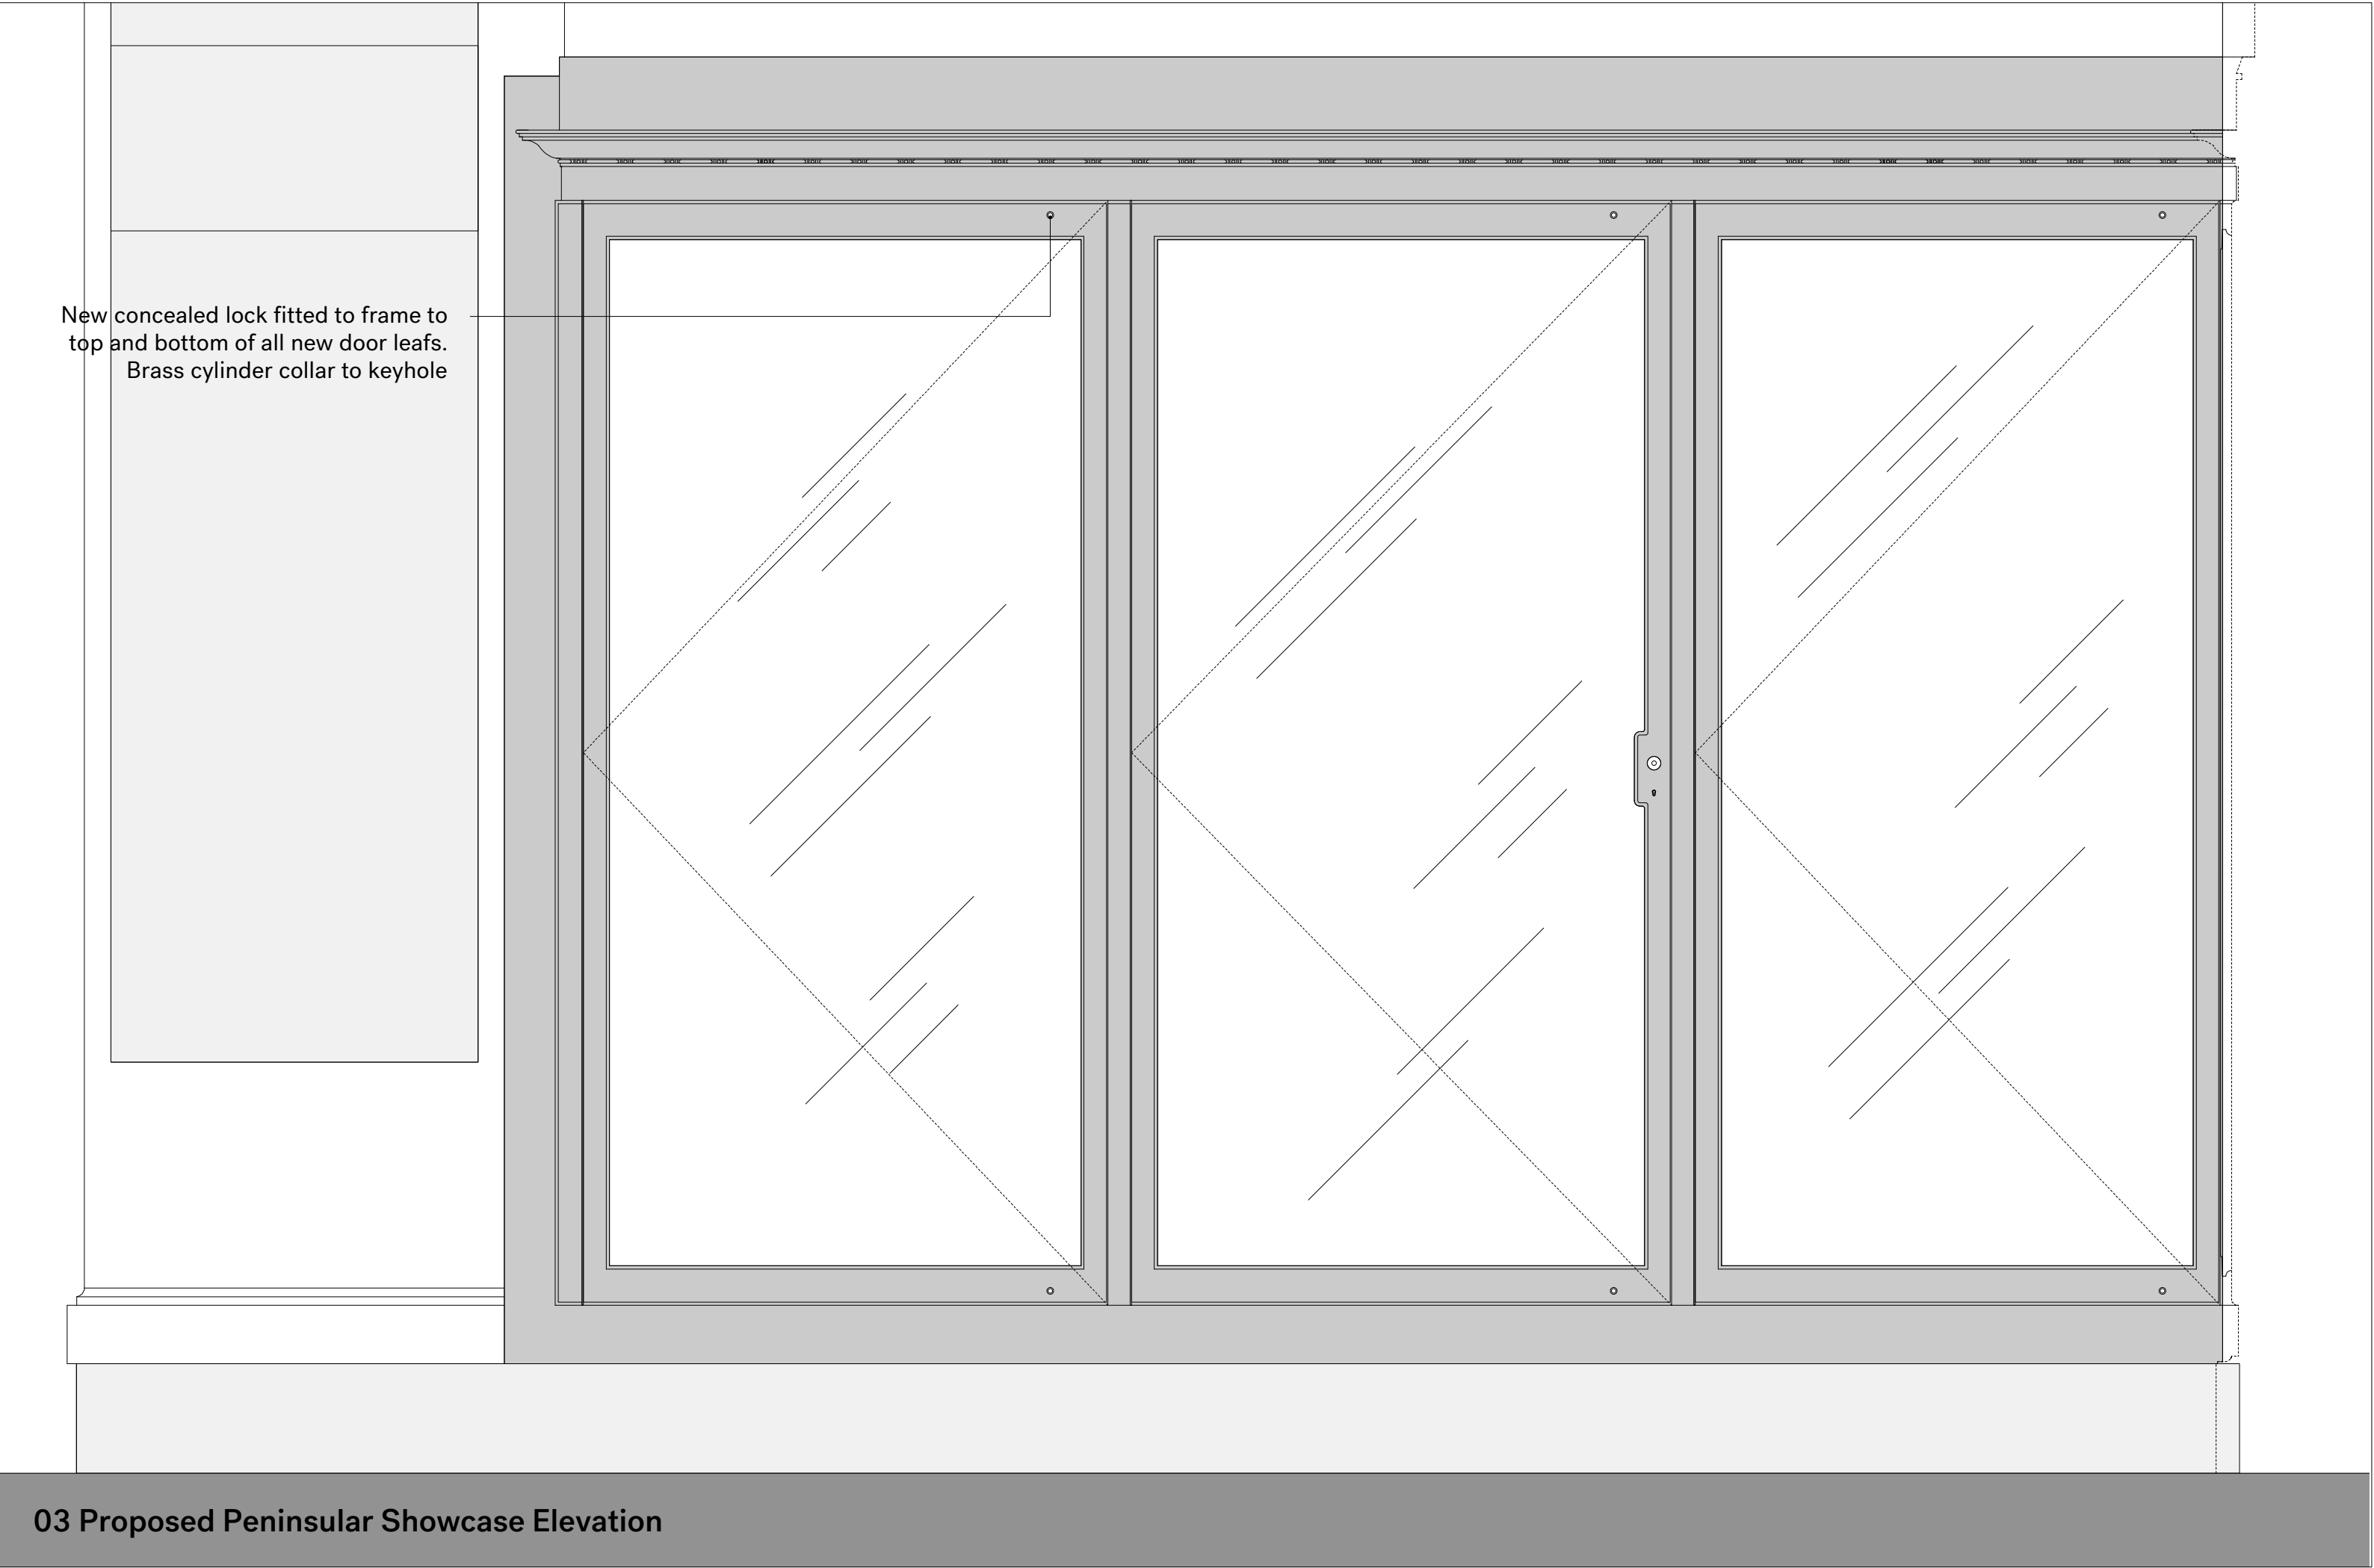 New concealed lock fitted to frame to
top and bottom of all new door leafs.
Brass cylinder collar to keyhole
03 Proposed Peninsular Showcase Elevation